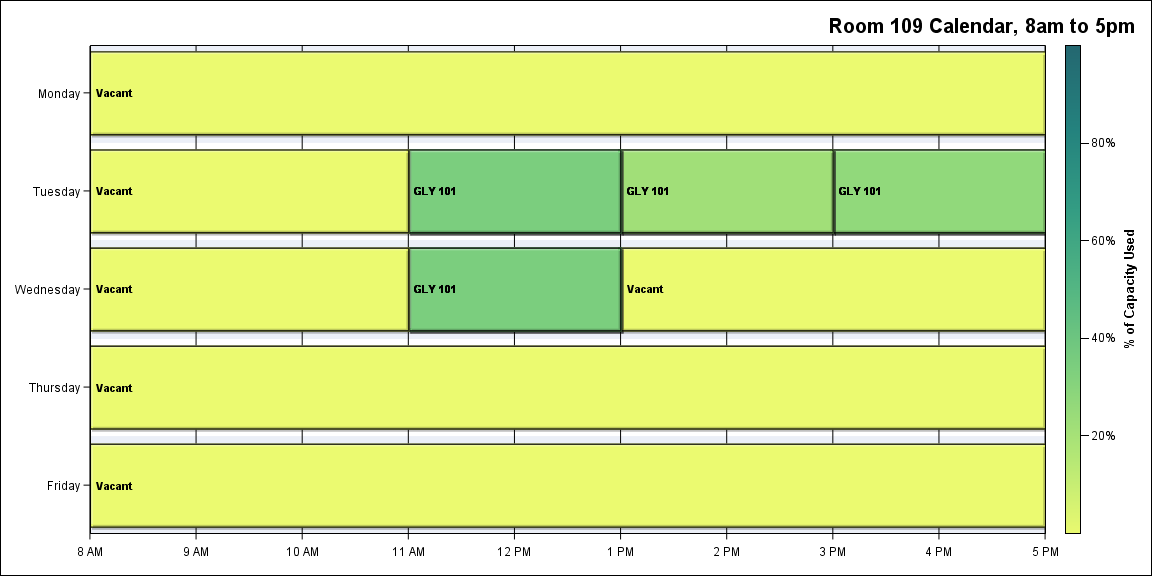 Room 109 Calendar, 8am to 5pm
Monday
Vacant
80%
Tuesday
Vacant
GLY 101
GLY 101
GLY 101
60%
% of Capacity Used
Wednesday
Vacant
GLY 101
Vacant
40%
Thursday
Vacant
20%
Friday
Vacant
8 AM
9 AM
10 AM
11 AM
12 PM
1 PM
2 PM
3 PM
4 PM
5 PM